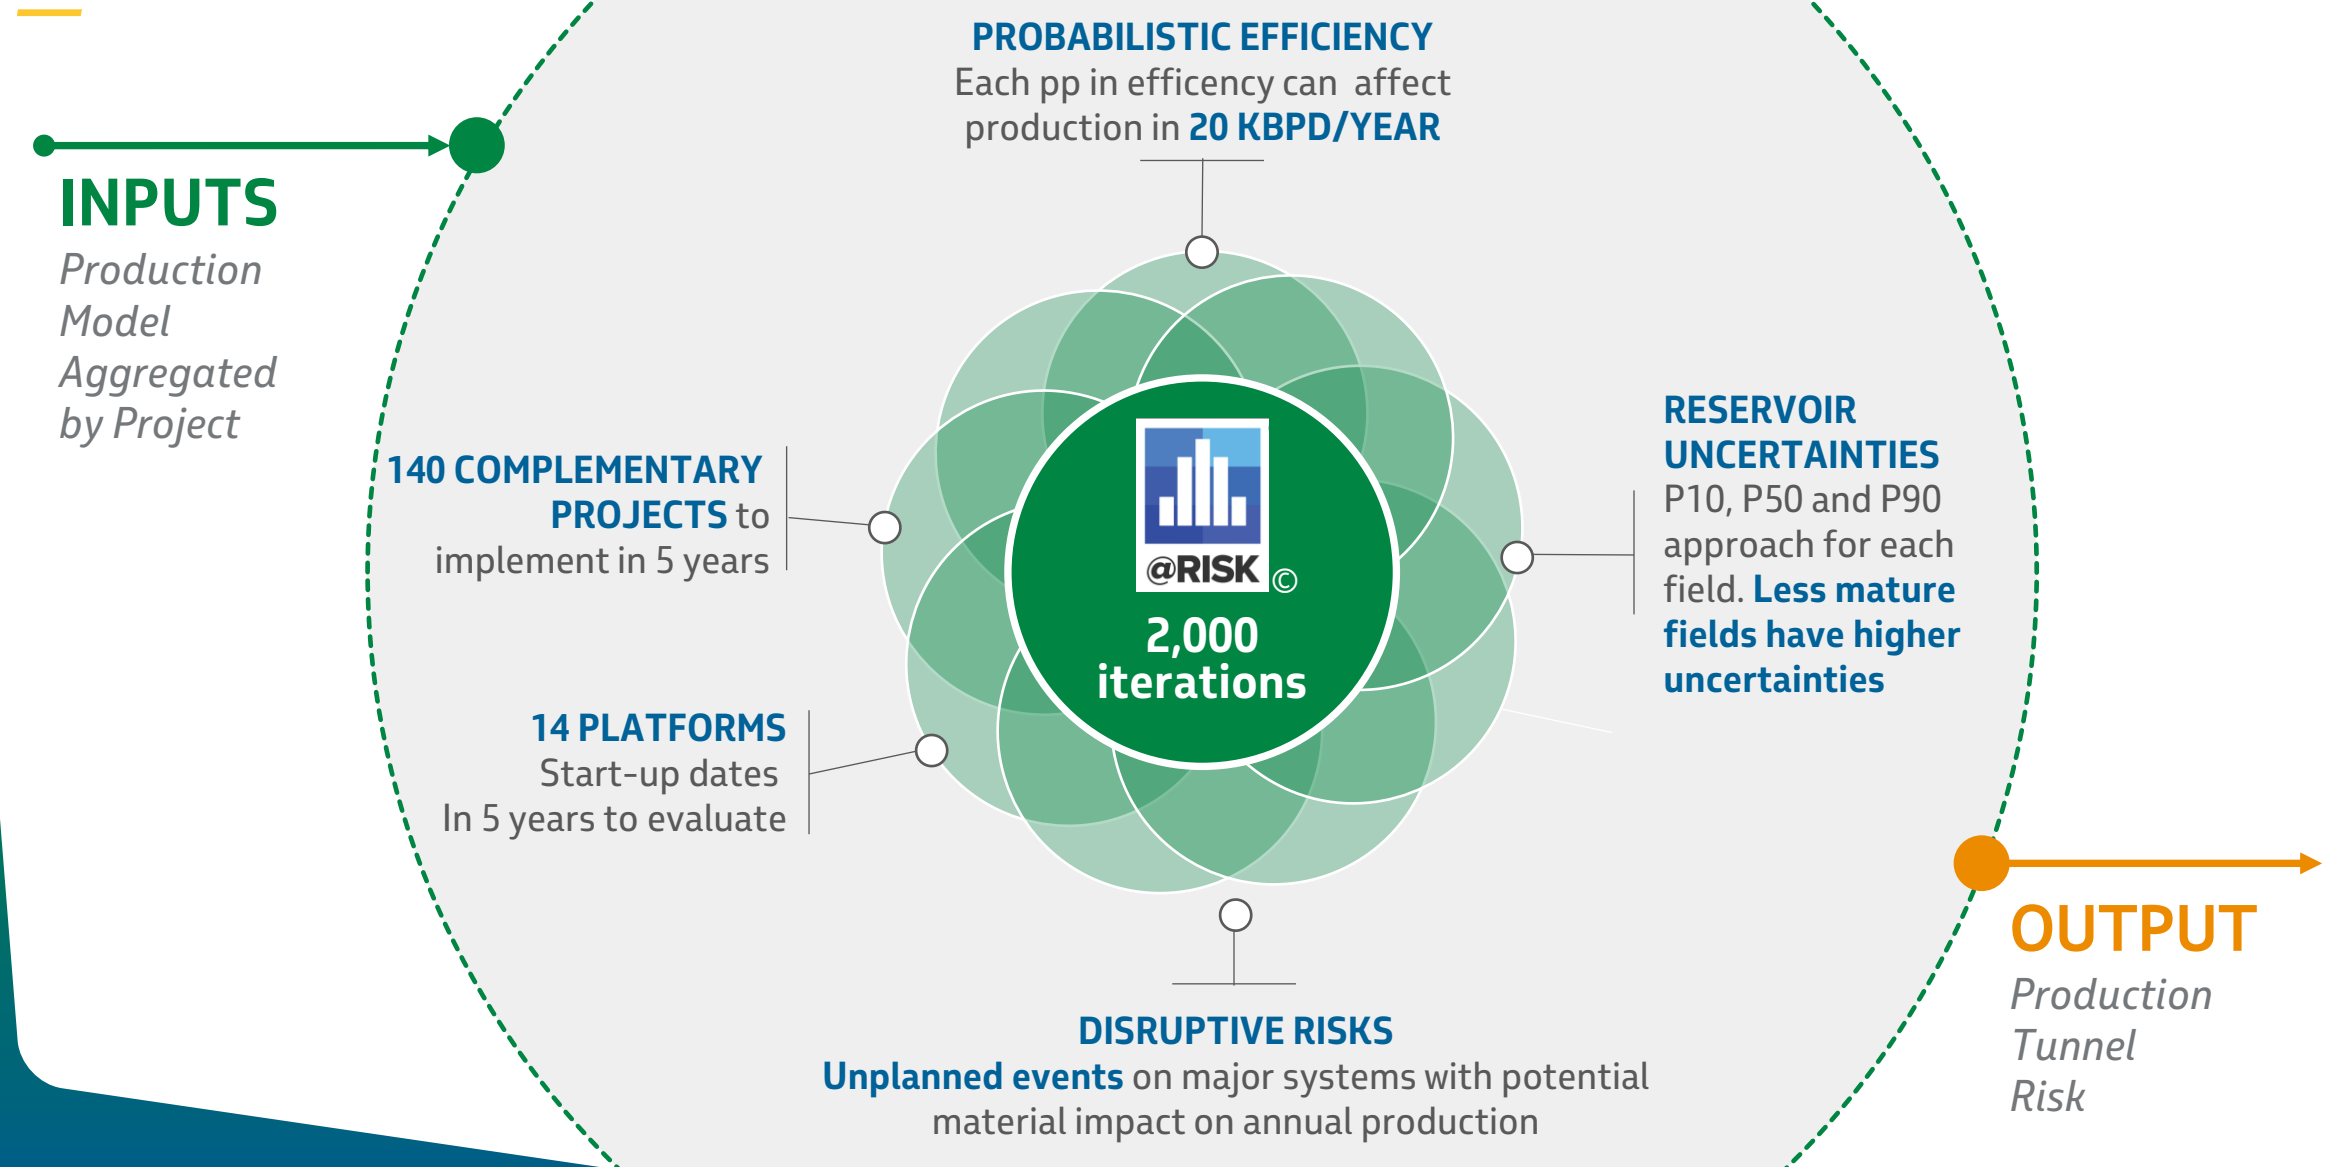 PROBABILISTIC EFFICIENCY
Each pp in efficency can affect
production in 20 KBPD/YEAR
INPUTS
Production
Model
Aggregated
by Project
140 COMPLEMENTARY
PROJECTS to
implement in 5 years
14 PLATFORMS
Start-up dates
In 5 years to evaluate
@RISK ©
2,000
iterations
RESERVOIR
UNCERTAINTIES
P10, P50 and P90
approach for each
field. Less mature
fields have higher
uncertainties
DISRUPTIVE RISKS
Unplanned events on major systems with potential
material impact on annual production
OUTPUT
Production
Tunnel
Risk